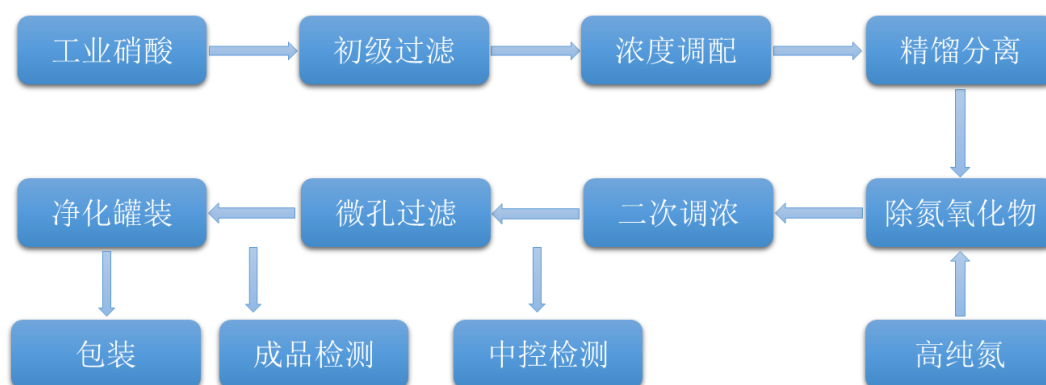 工业硝酸
初级过滤
浓度调配
精馏分离
净化罐装
微孔过滤
二次调浓
除氮氧化物
包装
成品检测
中控检测
高纯氮